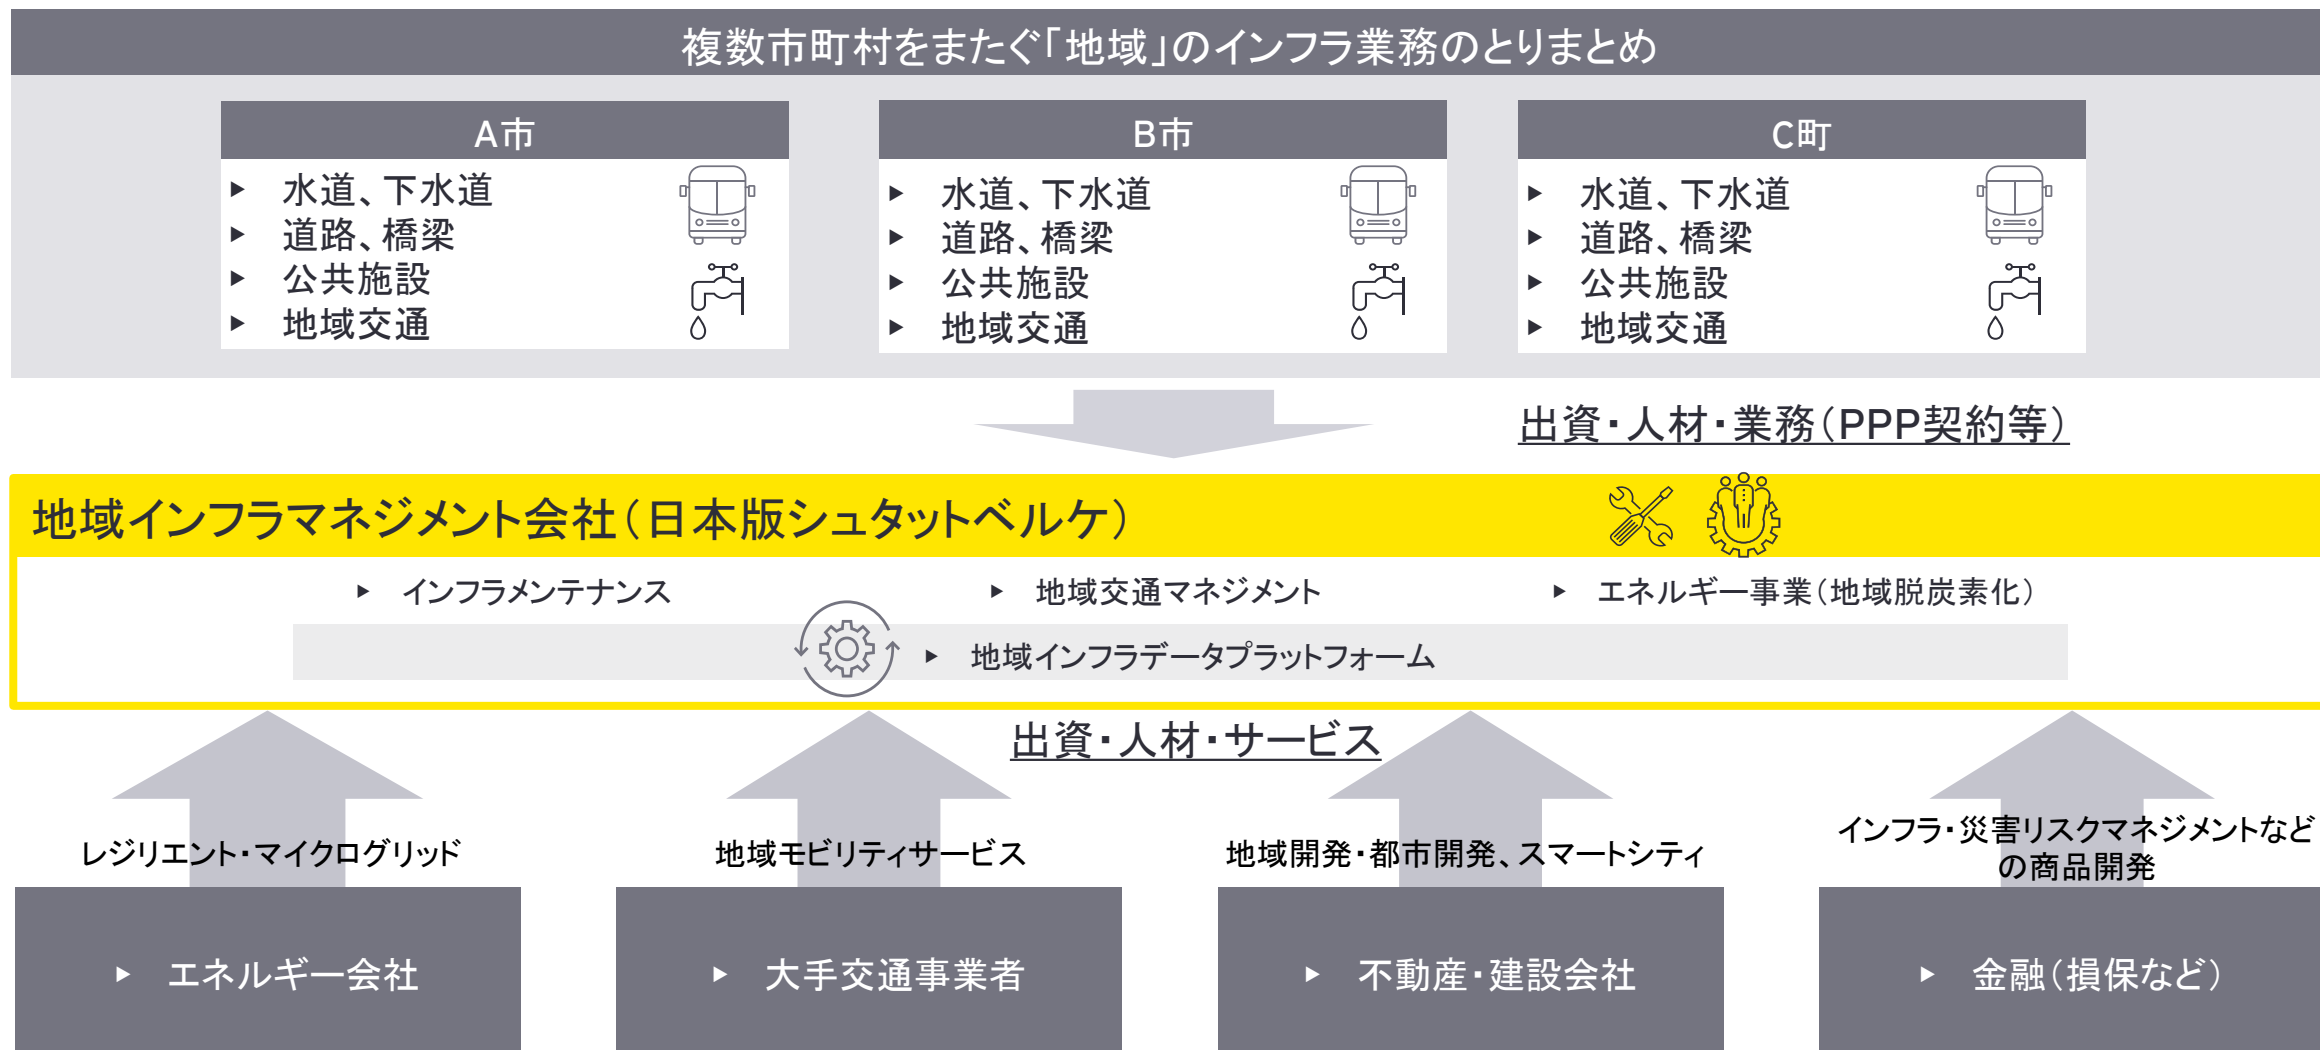 複数市町村をまたぐ「地域」のインフラ業務のとりまとめ
A市
▶ 水道、下水道
▶ 道路、橋梁
▶ 公共施設
▶ 地域交通
B市
▶ 水道、下水道
▶ 道路、橋梁
▶ 公共施設
▶ 地域交通
C町
▶ 水道、下水道
▶ 道路、橋梁
▶ 公共施設
▶ 地域交通
出資・人材・業務（PPP契約等）
地域インフラマネジメント会社（日本版シュタットベルケ）
▶ インフラメンテナンス
▶ 地域交通マネジメント
▶ エネルギー事業（地域脱炭素化）
▶ 地域インフラデータプラットフォーム
出資・人材・サービス
レジリエント・マイクログリッド
地域モビリティサービス
地域開発・都市開発、スマートシティ
インフラ・災害リスクマネジメントなど
の商品開発
▶ エネルギー会社
▶ 大手交通事業者
▶ 不動産・建設会社
▶ 金融（損保など）